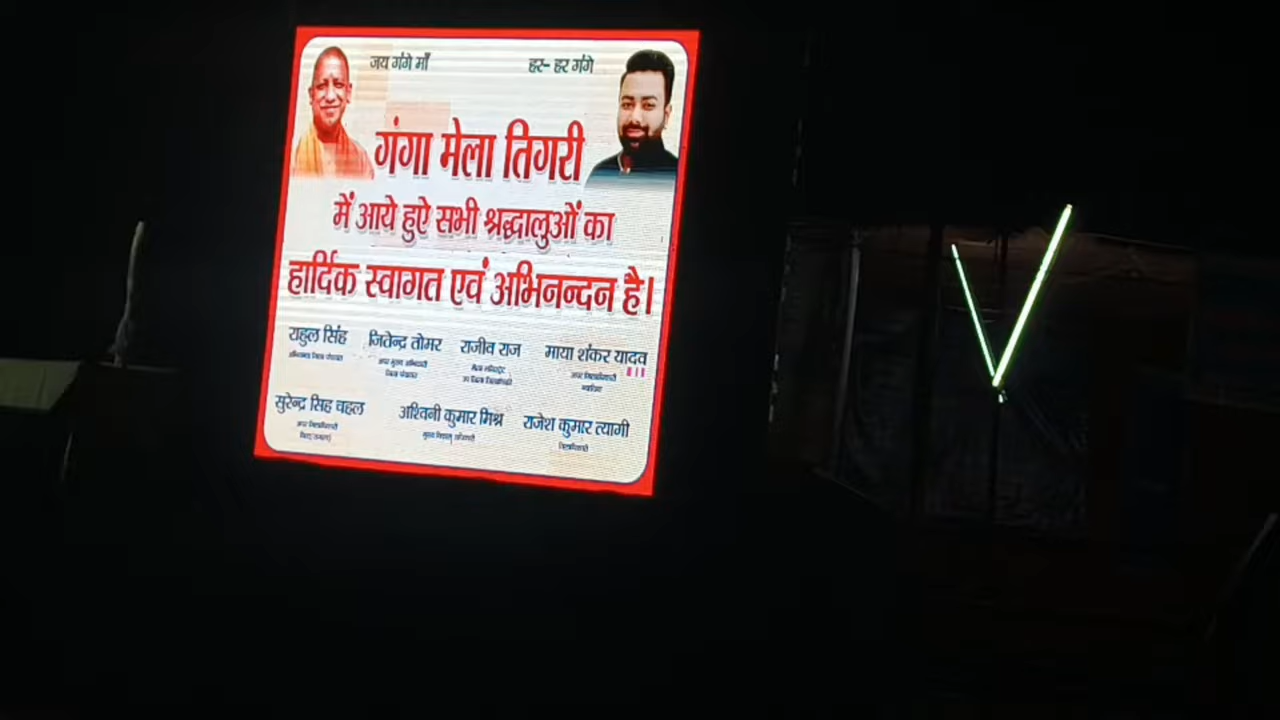 जय गंगे माँ
हर- हर गंगे
गंगा मेला तिगरी
में आये हुऐ सभी श्रद्धालुओं का
हार्दिक स्वागत एवं अभिनन्दन है।
राहुल सिंह जितेन्द्र तोमर राजीव राज माया शंकर यादव
सुरेन्द्र सिंह चहल अश्विनी कुमार मिश्र राजेश कुमार त्यागी